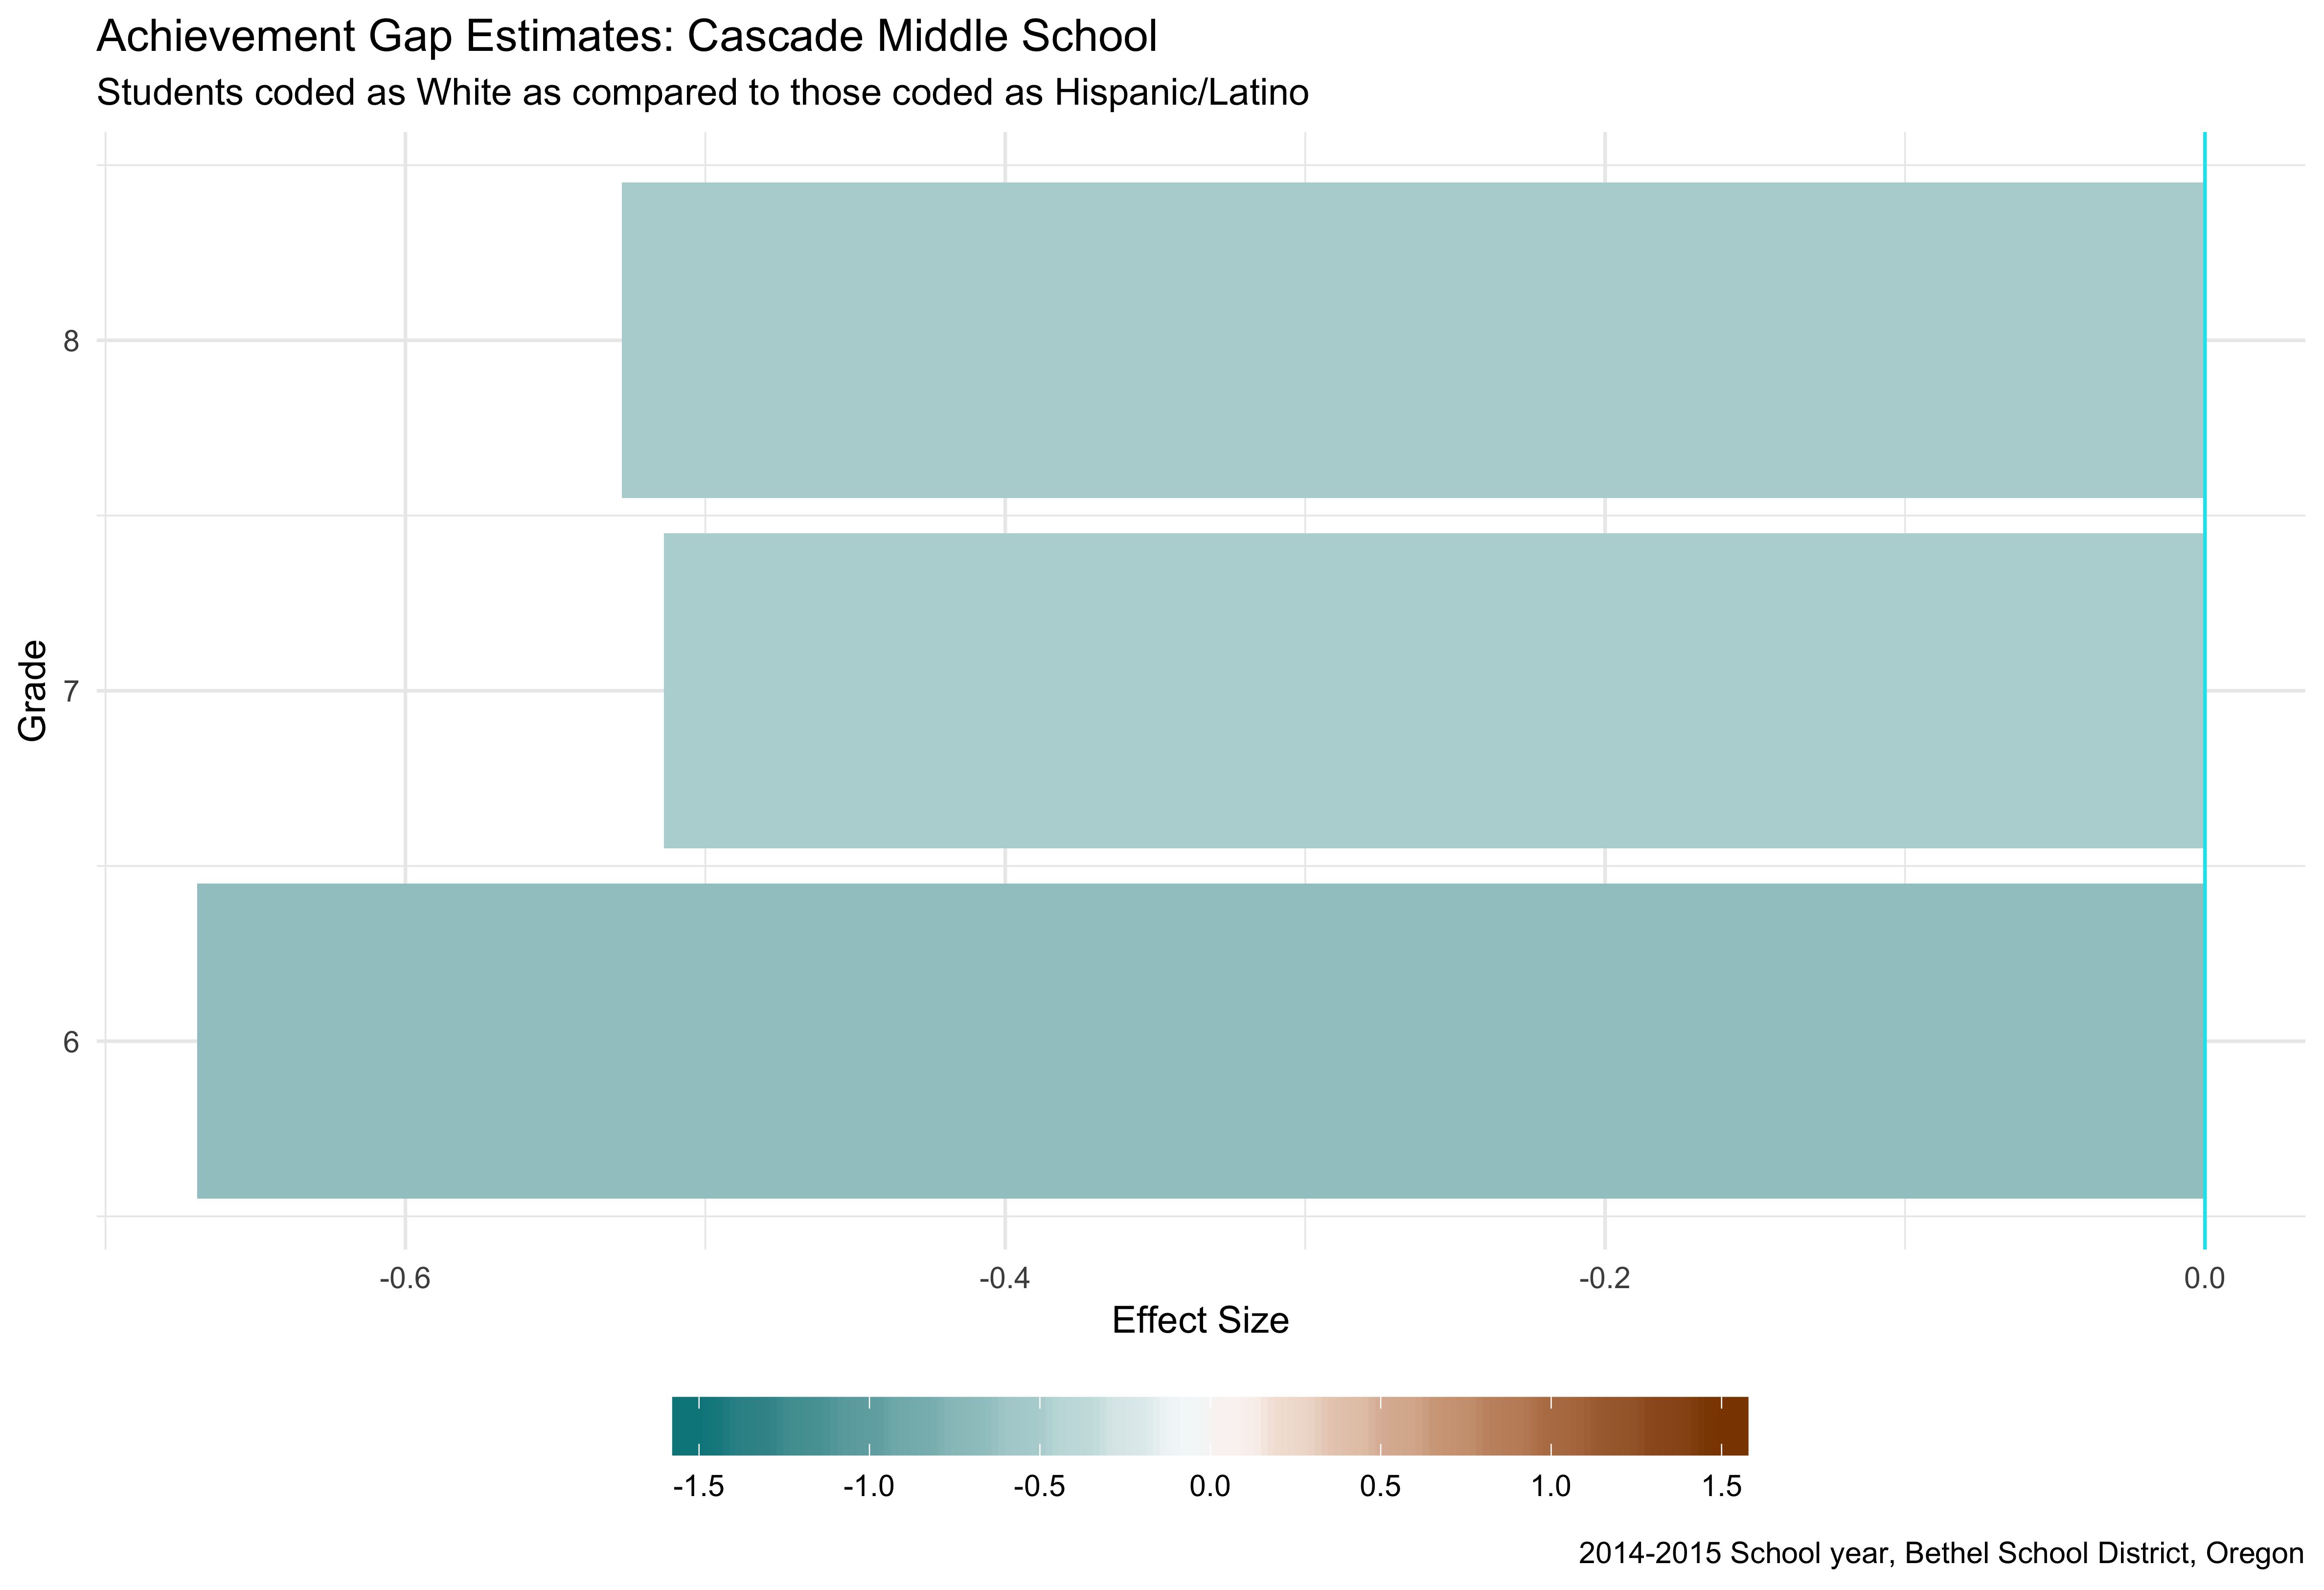 Achievement Gap Estimates: Cascade Middle School
Students coded as White as compared to those coded as Hispanic/Latino
8
7
6
Grade
-0.6 -0.4 -0.2 0.0
Effect Size
-1.5 -1.0 -0.5 0.0 0.5 1.0 1.5
2014-2015 School year, Bethel School District, Oregon